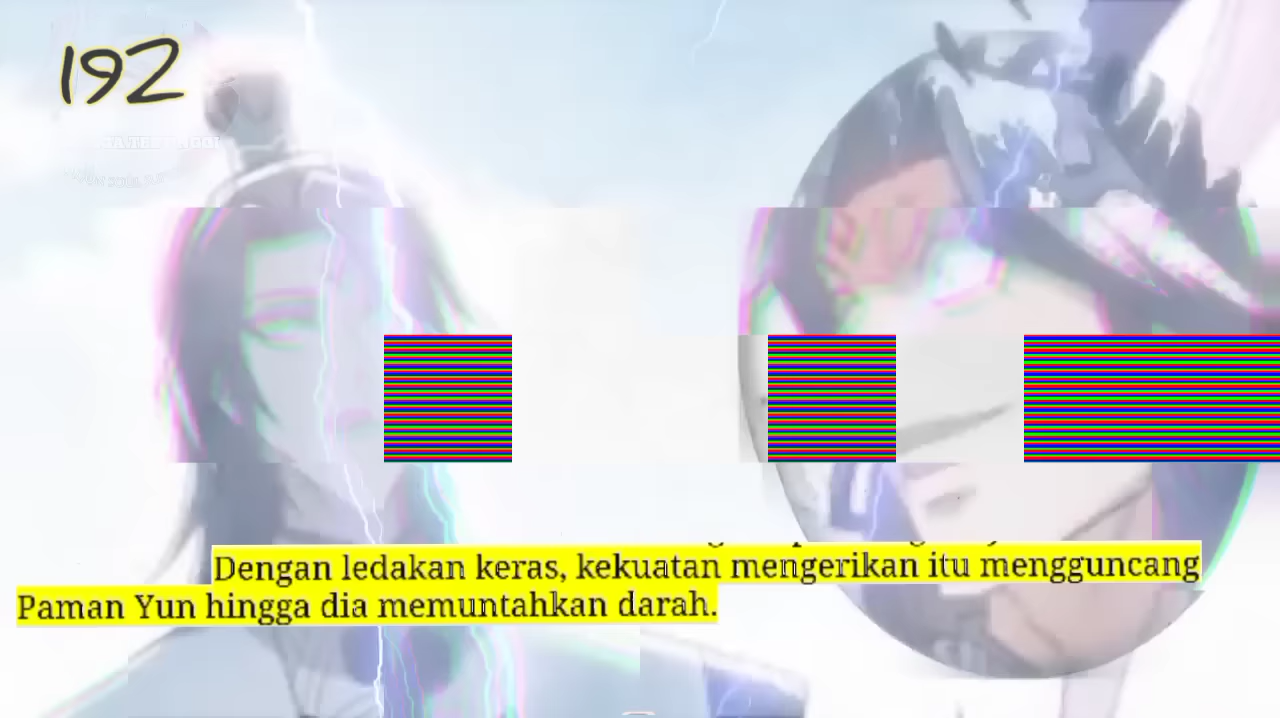 192
Dengan ledakan keras, kekuatan mengerikan itu mengguncang
Paman Yun hingga dia memuntahkan darah.